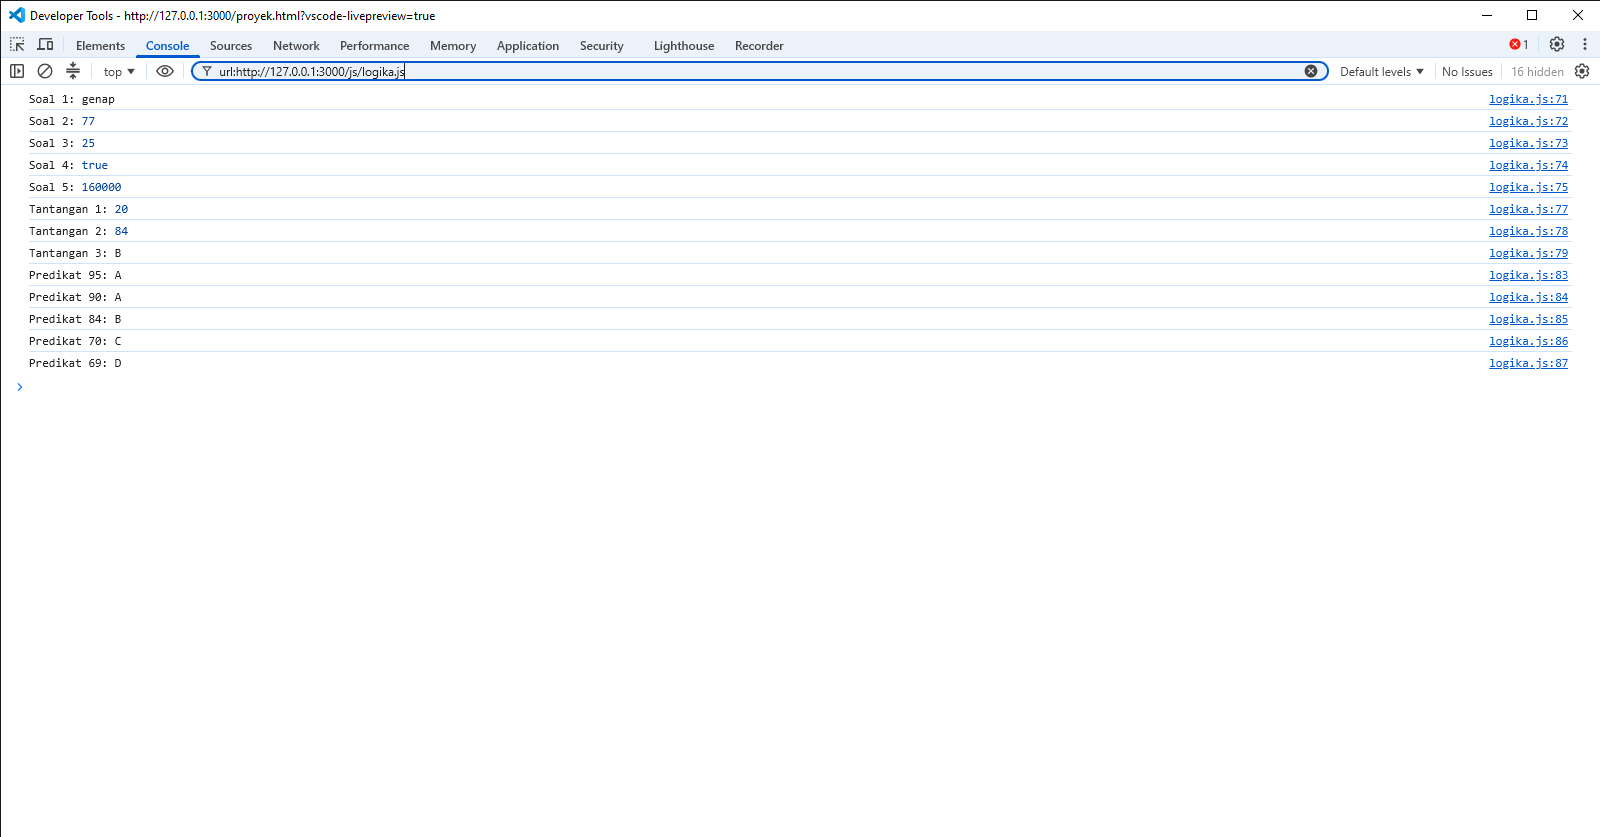 Developer Tools - http://127.0.0.1:3000/proyek.html?vscode-livepreview=true
Elements Console Sources Network Performance Memory Application Security Lighthouse Recorder 1
top url:http://127.0.0.1:3000/js/logika.js Default levels No Issues 16 hidden
Soal 1: genap logika.js:71
Soal 2: 77 logika.js:72
Soal 3: 25 logika.js:73
Soal 4: true logika.js:74
Soal 5: 160000 logika.js:75
Tantangan 1: 20 logika.js:77
Tantangan 2: 84 logika.js:78
Tantangan 3: B logika.js:79
Predikat 95: A logika.js:83
Predikat 90: A logika.js:84
Predikat 84: B logika.js:85
Predikat 70: C logika.js:86
Predikat 69: D logika.js:87